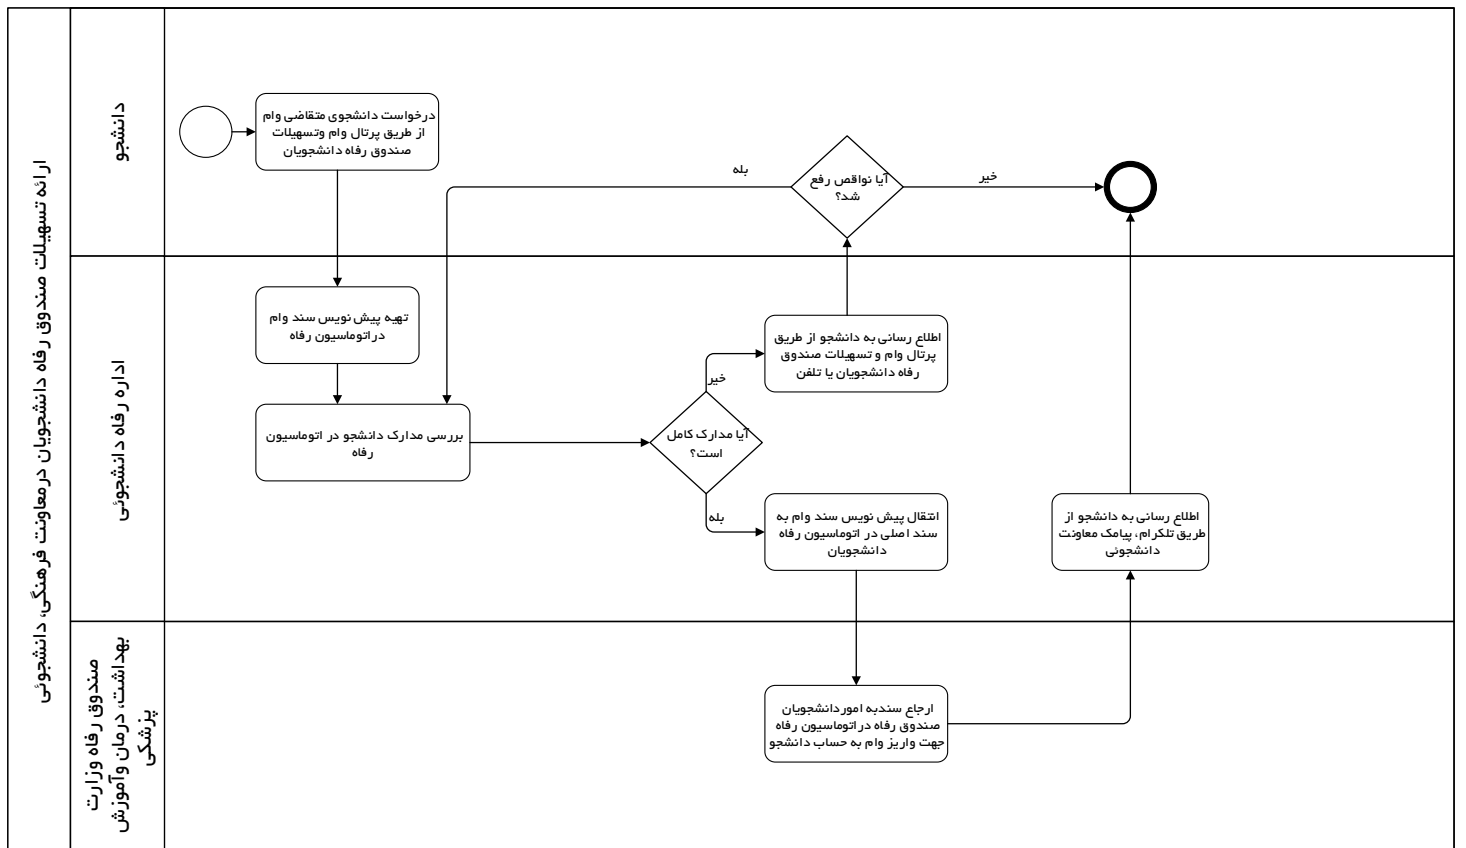 ارائه تسهیلات صندوق رفاه دانشجویان درمعاونت فرهنگی، دانشجوئی
دانشجو
درخواست دانشجوی متقاضی وام
از طریق پرتال وام وتسهیلات
صندوق رفاه دانشجویان
بله
آیا نواقص رفع
شد؟
خیر
اداره رفاه دانشجوئی
تهیه پیش نویس سند وام
دراتوماسیون رفاه
بررسی مدارک دانشجو در اتوماسیون
رفاه
آیا مدارک کامل
است؟
خیر
اطلاع رسانی به دانشجو از طریق
پرتال وام و تسهیلات صندوق
رفاه دانشجویان یا تلفن
بله
انتقال پیش نویس سند وام به
سند اصلی در اتوماسیون رفاه
دانشجویان
اطلاع رسانی به دانشجو از
طریق تلگرام، پیامک معاونت
دانشجوئی
صندوق رفاه وزارت
بهداشت، درمان وآموزش
پزشکی
ارجاع سندبه اموردانشجویان
صندوق رفاه دراتوماسیون رفاه
جهت واریز وام به حساب دانشجو